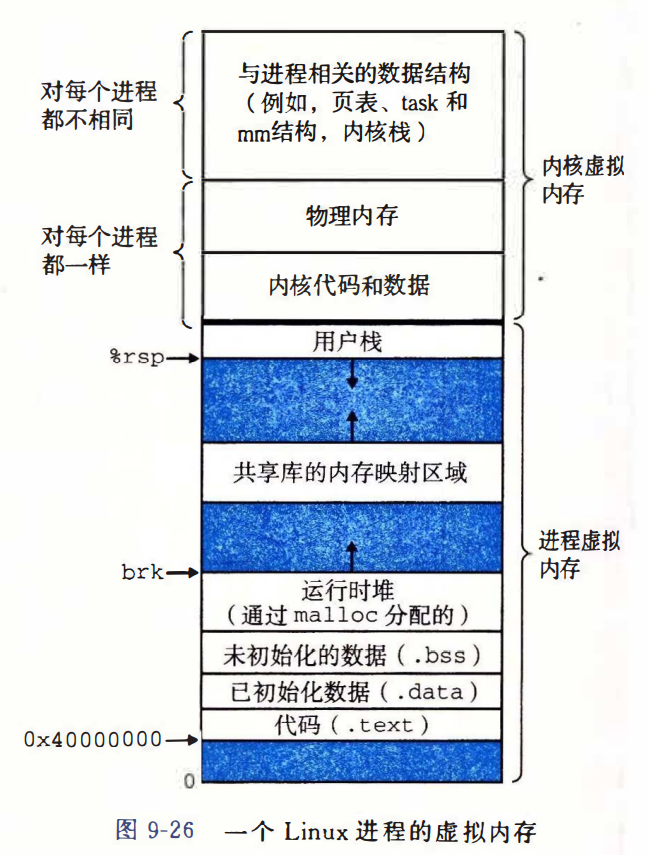 对每个进程
都不相同
与进程相关的数据结构
（例如，页表、task 和
mm结构，内核栈）
内核虚拟
内存
对每个进程
都一样
物理内存
内核代码和数据
用户栈
%rsp
共享库的内存映射区域
进程虚拟
内存
brk
运行时堆
（通过 malloc 分配的）
未初始化的数据（.bss）
已初始化数据（.data）
代码（.text）
0x40000000
0
图 9-26 一个 Linux 进程的虚拟内存